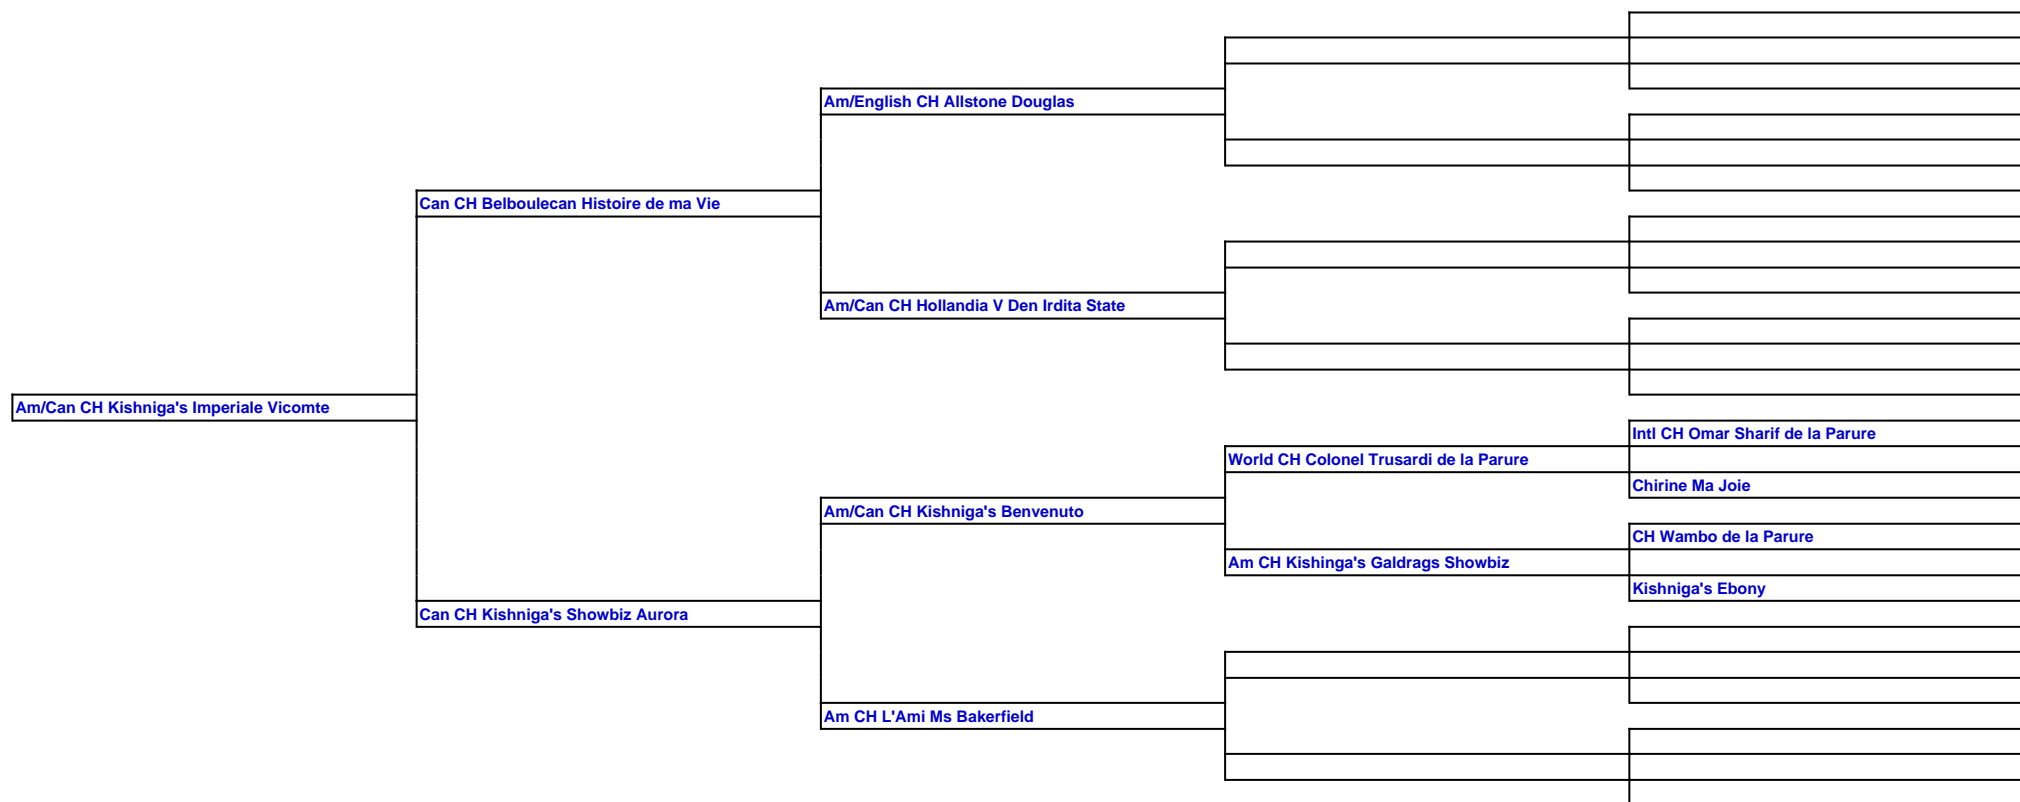 Am/English CH Allstone Douglas
Can CH Belboulecan Histoire de ma Vie
Am/Can CH Hollandia V Den Irdita State
Am/Can CH Kishniga's Imperiale Vicomte
Intl CH Omar Sharif de la Parure
World CH Colonel Trusardi de la Parure
Chirine Ma Joie
Am/Can CH Kishniga's Benvenuto
CH Wambo de la Parure
Am CH Kishinga's Galdrags Showbiz
Kishniga's Ebony
Can CH Kishniga's Showbiz Aurora
Am CH L'Ami Ms Bakerfield